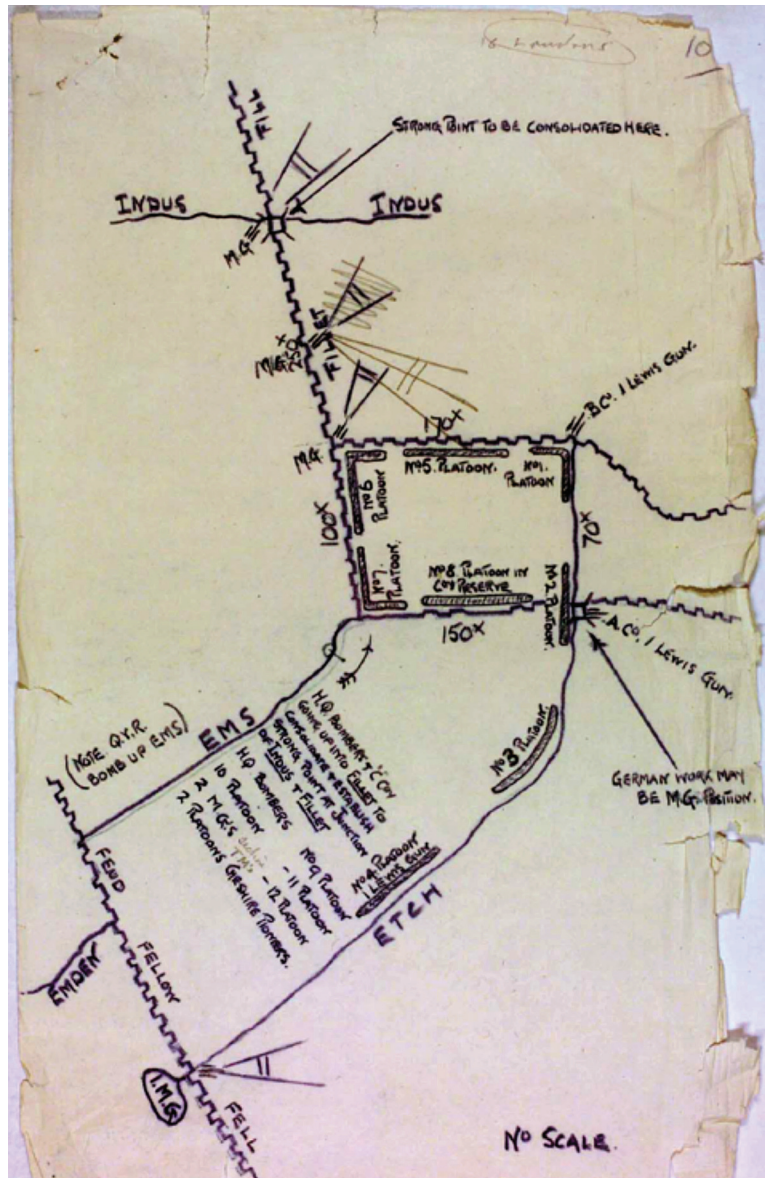 10
FIBB
STRONG POINT TO BE CONSOLIDATED HERE.
INDUS
INDUS
M.G.
FILLET
M.G.
250X
M.G.
170X
B.Co. 1 LEWIS GUN.
No 6
PLATOON
No 5. PLATOON.
No 1.
PLATOON
100X
70X
No 7.
PLATOON.
No 8. PLATOON IN
COY RESERVE
No 2. PLATOON.
150X
A.Co. 1 LEWIS GUN.
(NOTE. Q.V.R.
BOMB UP EMS)
EMS
H.Q. BOMBERS & "C" COY
GOING UP INTO FILLET TO
CONSOLIDATE & ESTABLISH
STRONG POINT AT JUNCTION
OF INDUS & FILLET
H.Q. BOMBERS No 9 PLATOON
10 PLATOON - 11 PLATOON
2 M.G's TM's - 12 PLATOON
2 PLATOONS CHESHIRE PIONEERS.
No 3 PLATOON
GERMAN WORK MAY
BE M.G. POSITION.
No 4 PLATOON
1 LEWIS GUN
ETCH
FEUD
EMDEN
FELLOW
1.M.G.
FELL
No SCALE.